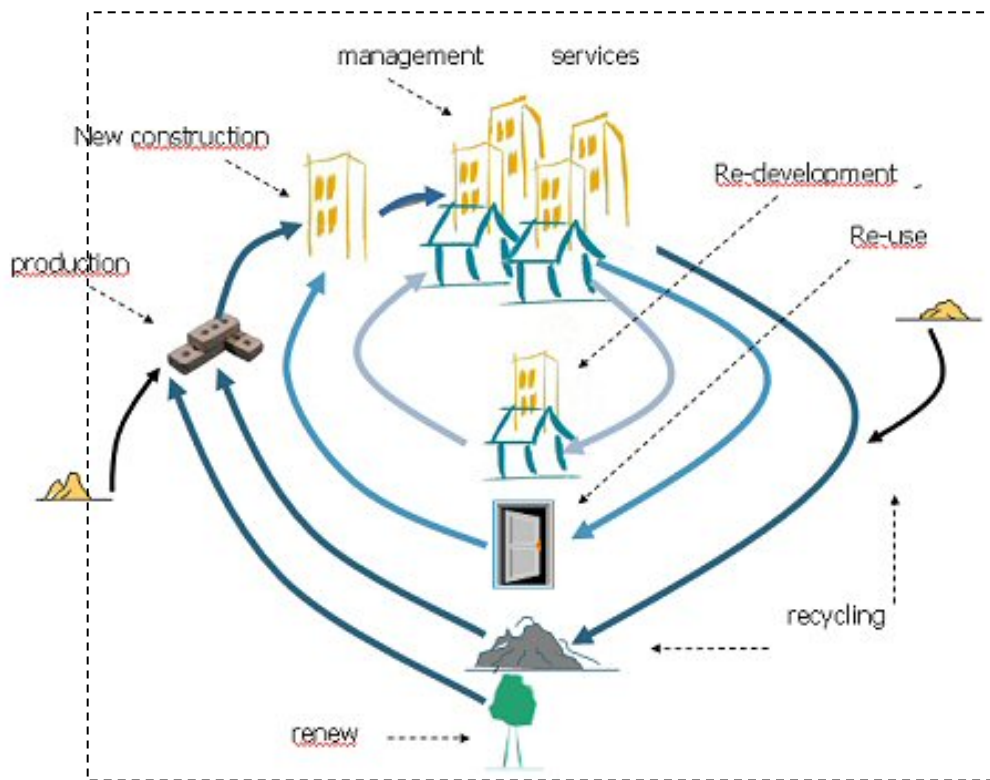 management services
New construction
Re-development
Re-use
production
recycling
renew